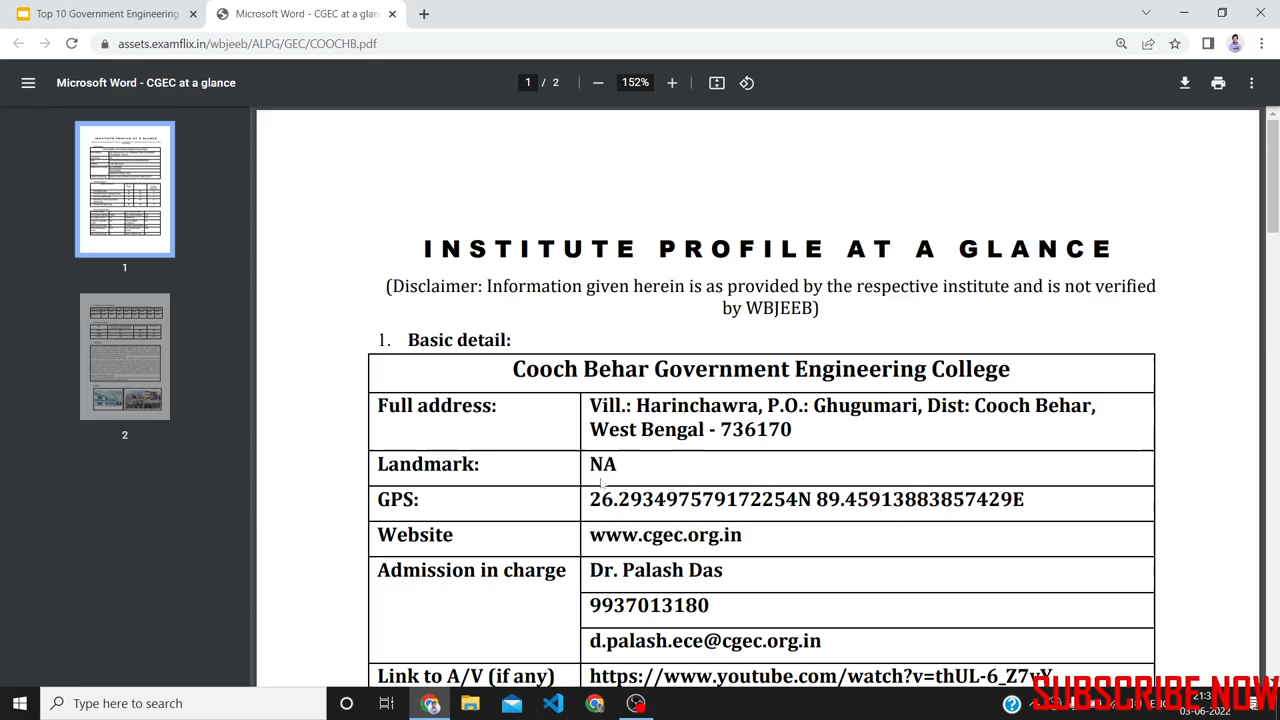 Top 10 Government Engineering
Microsoft Word - CGEC at a glan
assets.examflix.in/wbjeeb/ALPG/GEC/COOCHB.pdf
Microsoft Word - CGEC at a glance
1 / 2
152%
1
2
INSTITUTE PROFILE AT A GLANCE
(Disclaimer: Information given herein is as provided by the respective institute and is not verified
by WBJEEB)
1. Basic detail:
Cooch Behar Government Engineering College
Full address:
Vill.: Harinchawra, P.O.: Ghugumari, Dist: Cooch Behar,
West Bengal - 736170
Landmark:
NA
GPS:
26.293497579172254N 89.45913883857429E
Website
www.cgec.org.in
Admission in charge
Dr. Palash Das
9937013180
d.palash.ece@cgec.org.in
Link to A/V (if any)
https://www.youtube.com/watch?v=thUL-6_Z7vY
SUBSCRIBE NOW
Type here to search
03-06-2022